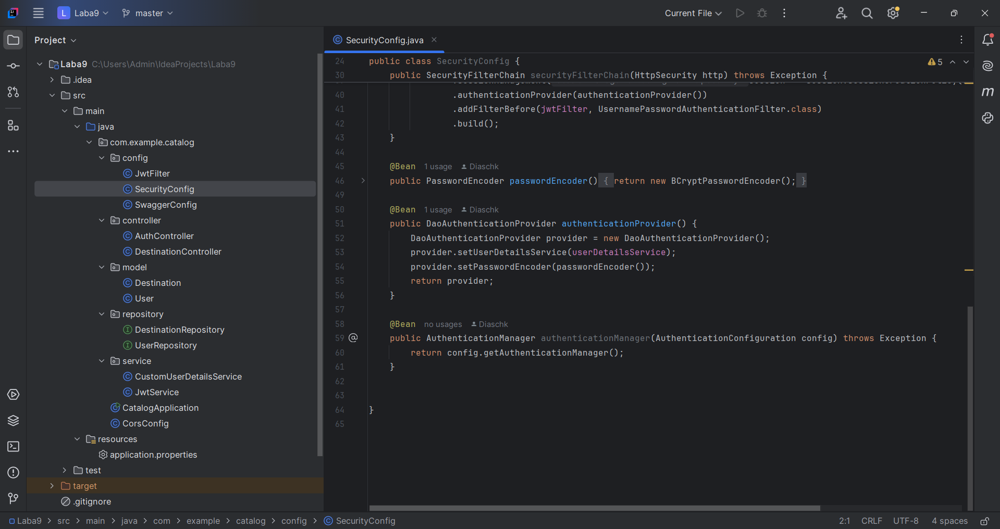 L Laba9 master Current File
Project
SecurityConfig.java
Laba9 C:\Users\Admin\IdeaProjects\Laba9
.idea
src
main
java
com.example.catalog
config
JwtFilter
SecurityConfig
SwaggerConfig
controller
AuthController
DestinationController
model
Destination
User
repository
DestinationRepository
UserRepository
service
CustomUserDetailsService
JwtService
CatalogApplication
CorsConfig
resources
application.properties
test
target
.gitignore
24 public class SecurityConfig {
5
30 public SecurityFilterChain securityFilterChain(HttpSecurity http) throws Exception {
40 .authenticationProvider(authenticationProvider())
41 .addFilterBefore(jwtFilter, UsernamePasswordAuthenticationFilter.class)
42 .build();
43 }
44
45 @Bean 1 usage Diaschk
46 public PasswordEncoder passwordEncoder() { return new BCryptPasswordEncoder(); }
49
50 @Bean 1 usage Diaschk
51 public DaoAuthenticationProvider authenticationProvider() {
52 DaoAuthenticationProvider provider = new DaoAuthenticationProvider();
53 provider.setUserDetailsService(userDetailsService);
54 provider.setPasswordEncoder(passwordEncoder());
55 return provider;
56 }
57
58 @Bean no usages Diaschk
59 public AuthenticationManager authenticationManager(AuthenticationConfiguration config) throws Exception {
60 return config.getAuthenticationManager();
61 }
62
63
64 }
65
Laba9 > src > main > java > com > example > catalog > config > SecurityConfig
2:1 CRLF UTF-8 4 spaces